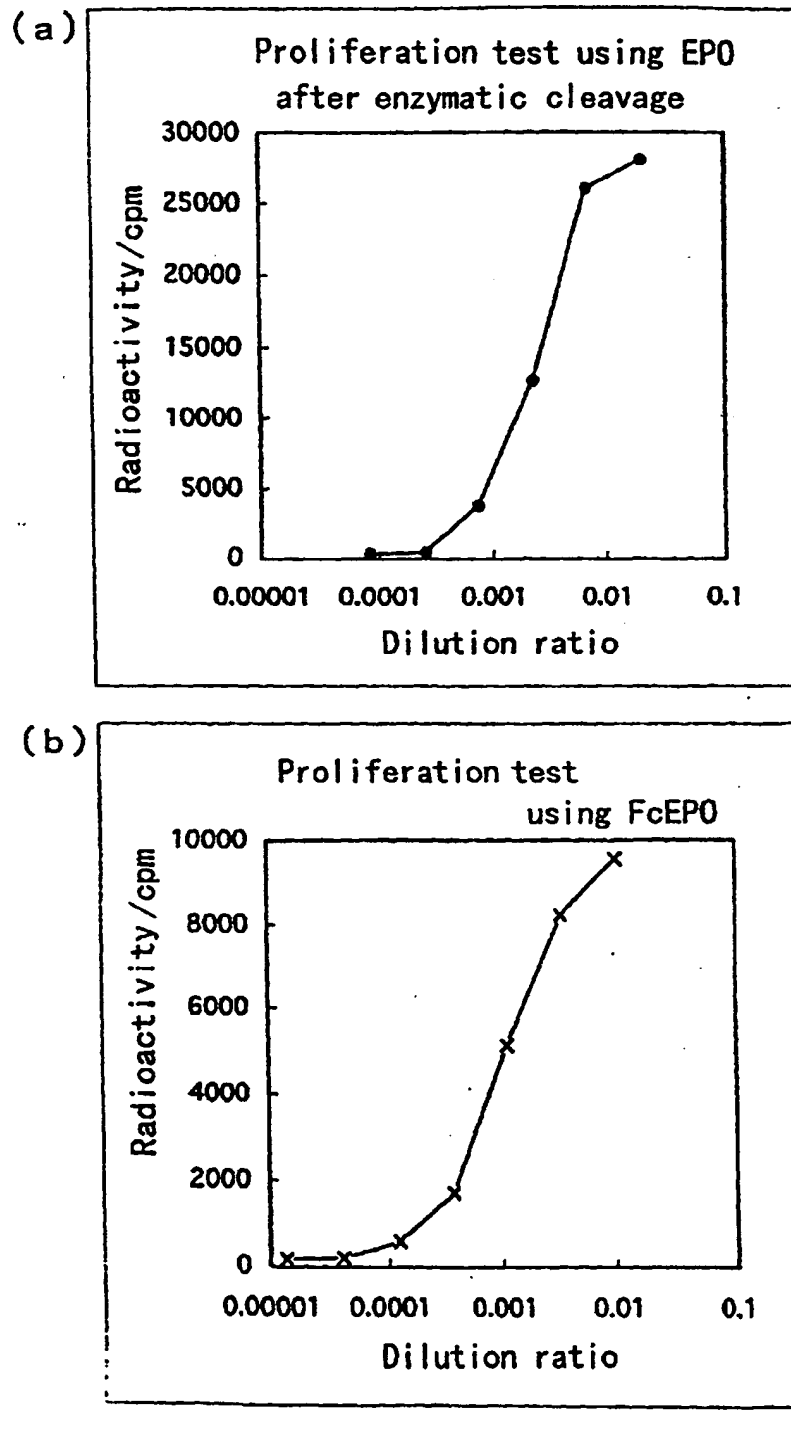 (a)
Proliferation test using EPO
after enzymatic cleavage
30000
25000
20000
15000
10000
5000
0
Radioactivity/cpm
0.00001 0.0001 0.001 0.01 0.1
Dilution ratio
(b)
Proliferation test
using FcEPO
10000
8000
6000
4000
2000
0
Radioactivity/cpm
0.00001 0.0001 0.001 0.01 0.1
Dilution ratio